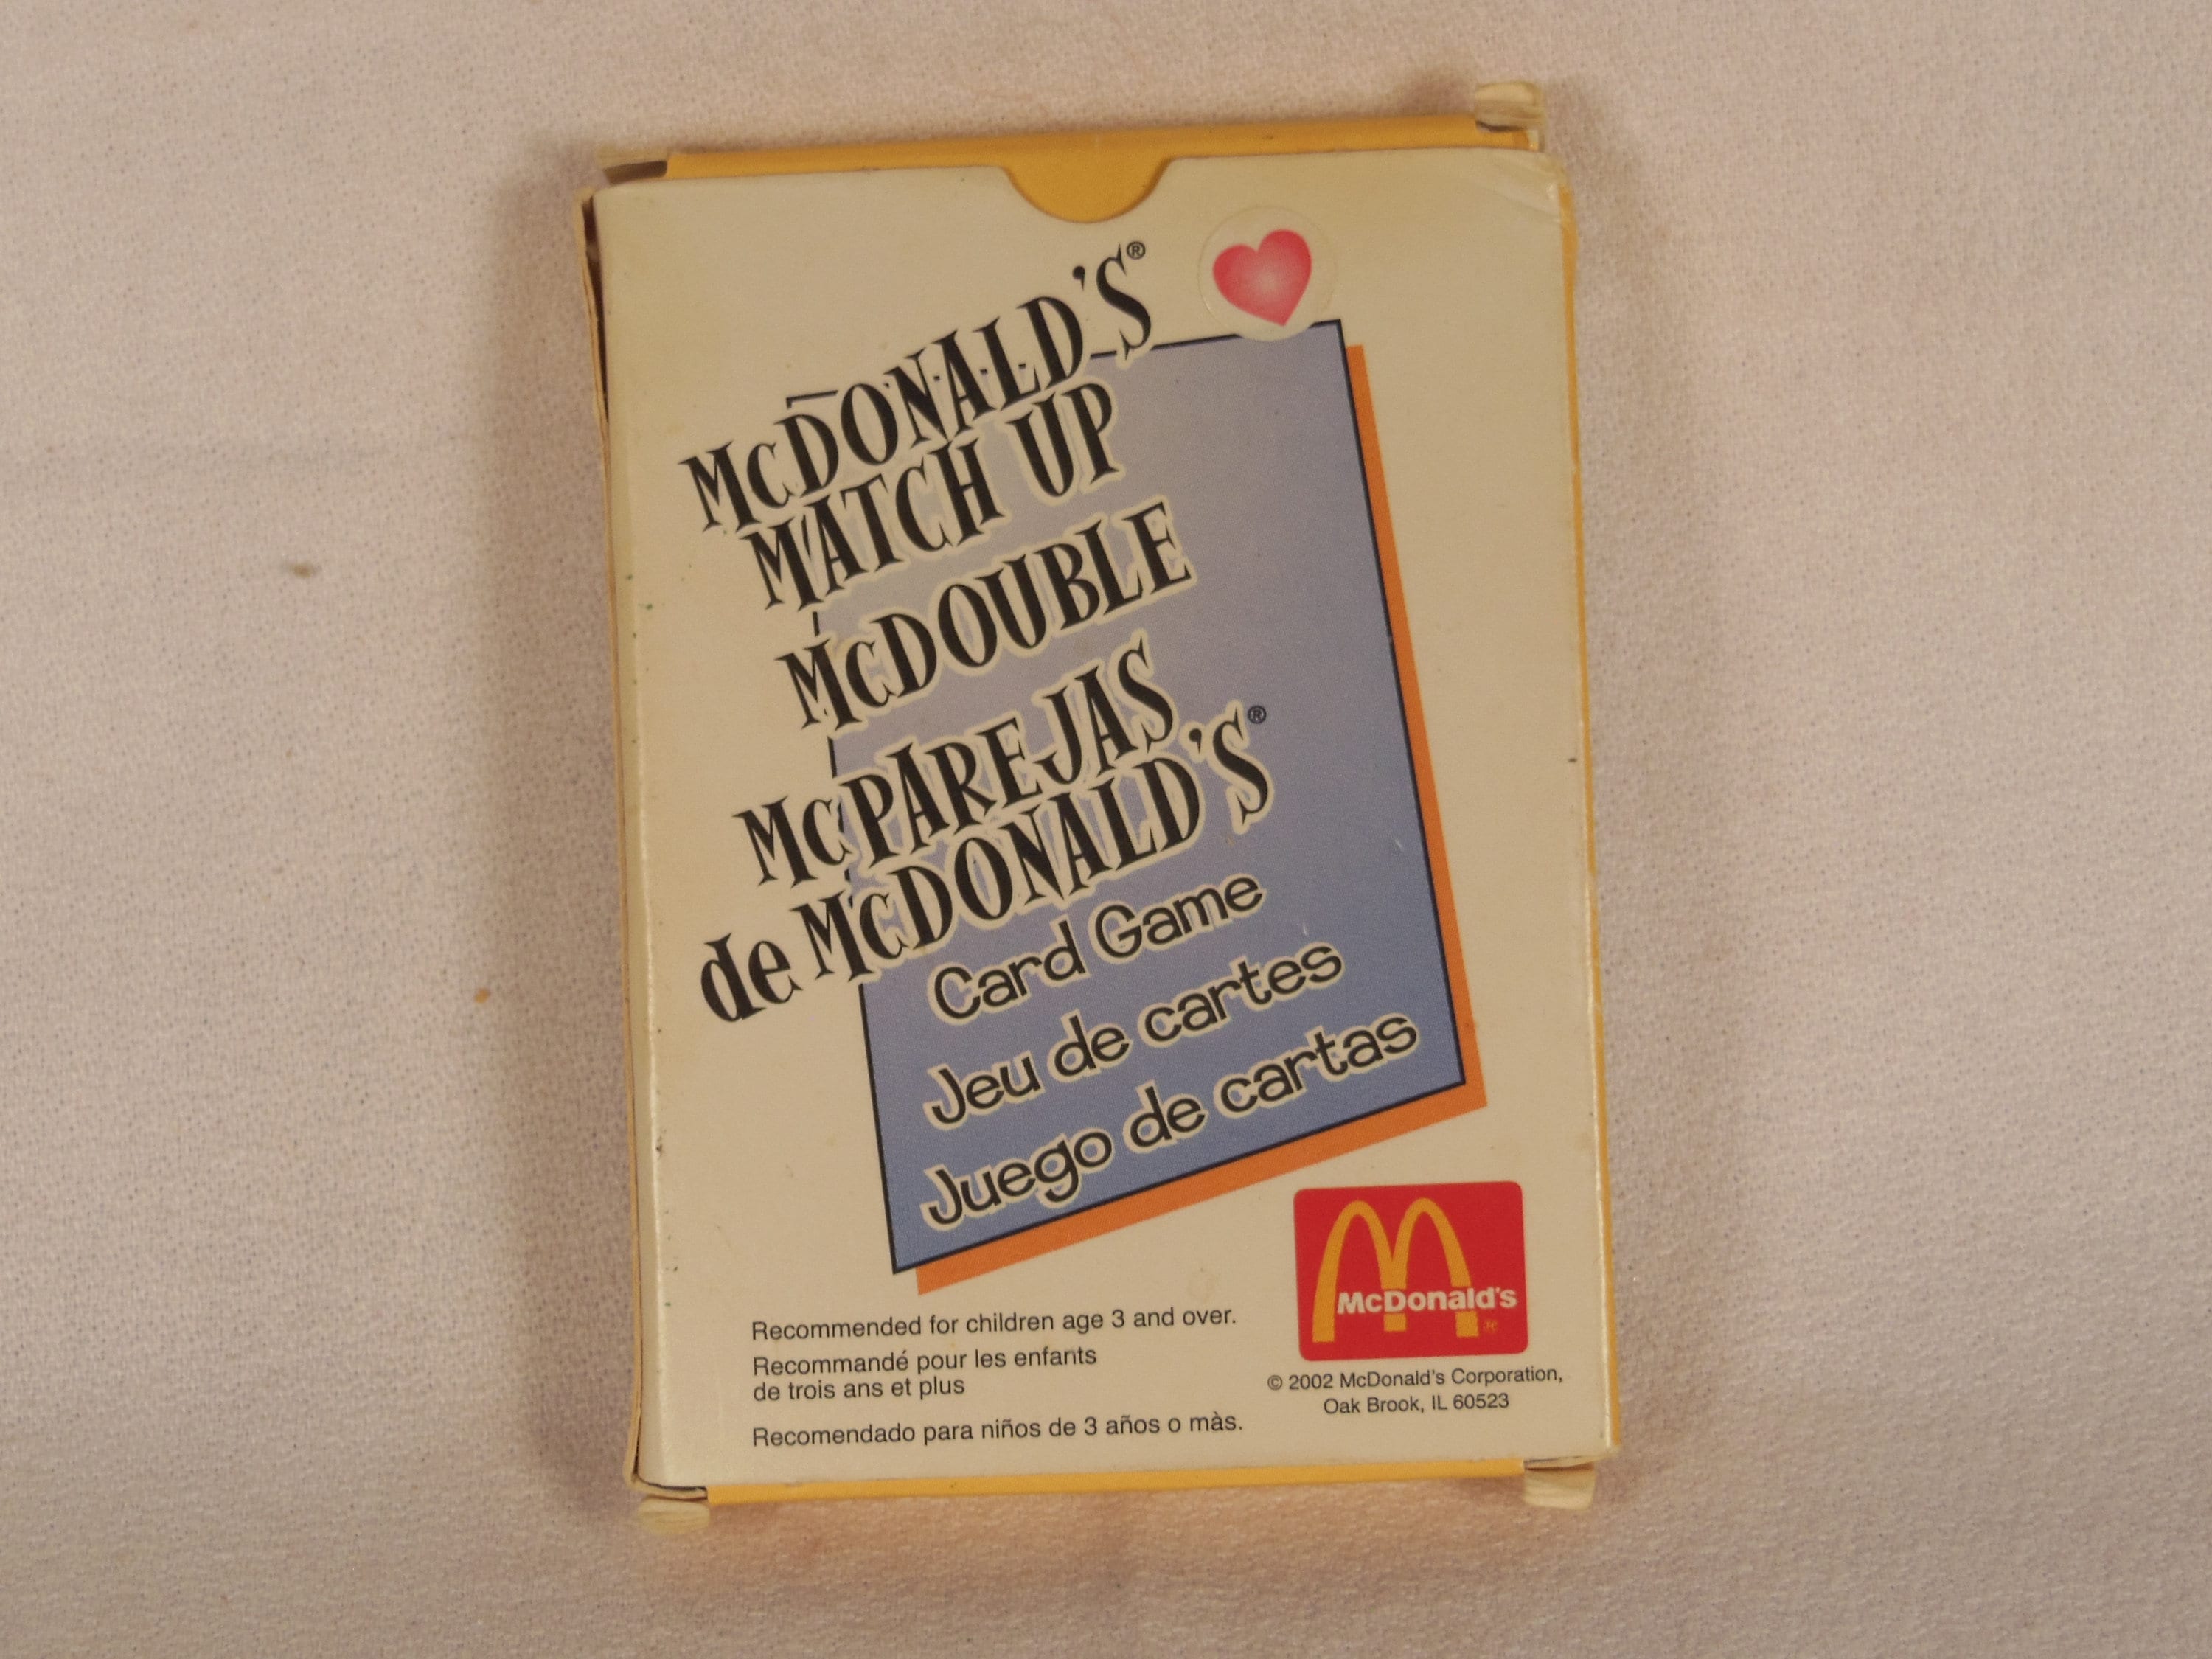 McDONALD'S®
MATCH UP
McDOUBLE
McPAREJAS
de McDONALD'S®
Card Game
Jeu de cartes
Juego de cartas
McDonald's
®
Recommended for children age 3 and over.
Recommandé pour les enfants
de trois ans et plus
Recomendado para niños de 3 años o màs.
© 2002 McDonald's Corporation,
Oak Brook, IL 60523